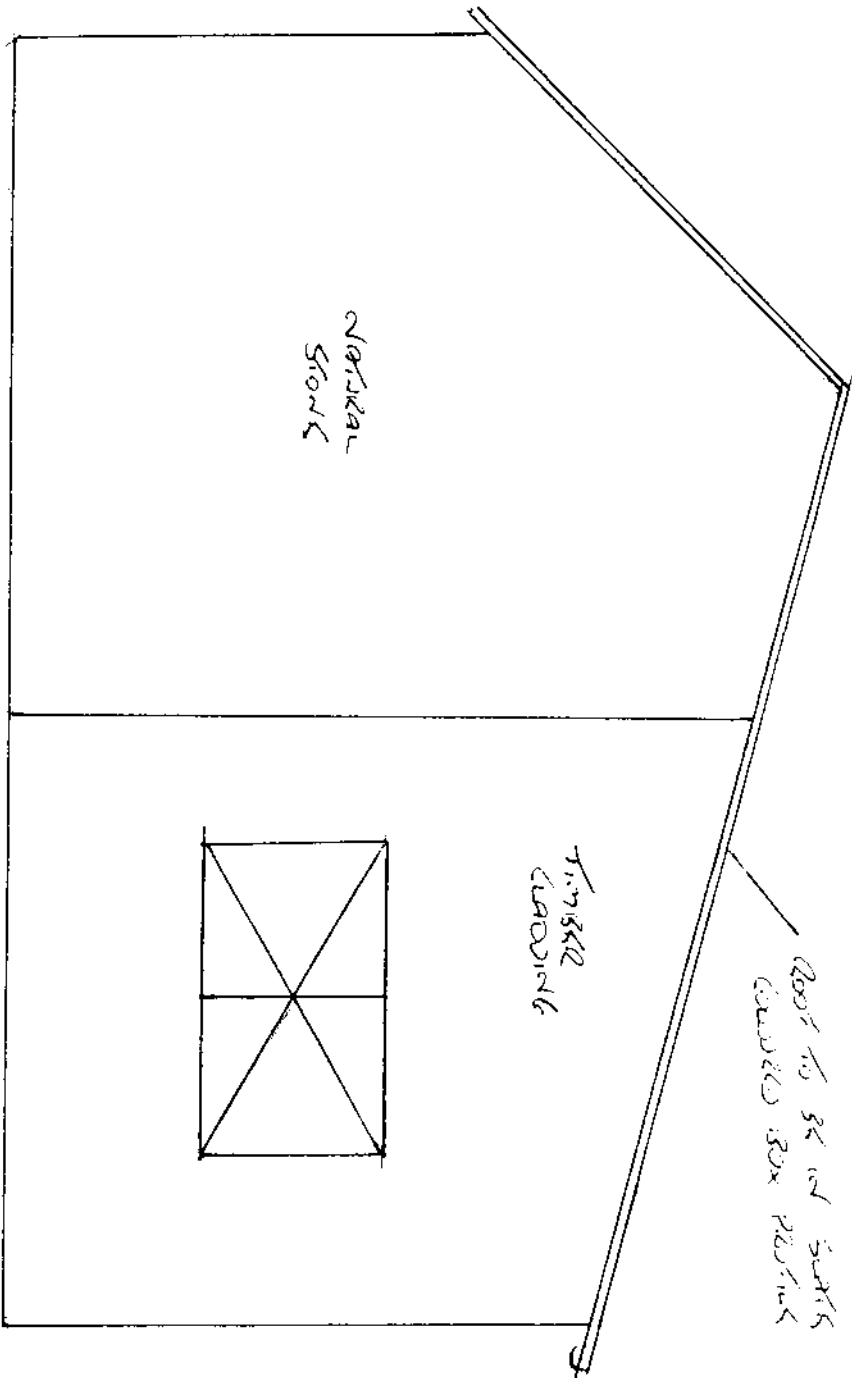 NATURAL
STONE
TIMBER
CLADDING
ROOF TO BE IN SLATE
COLOURED BOX PROFILE